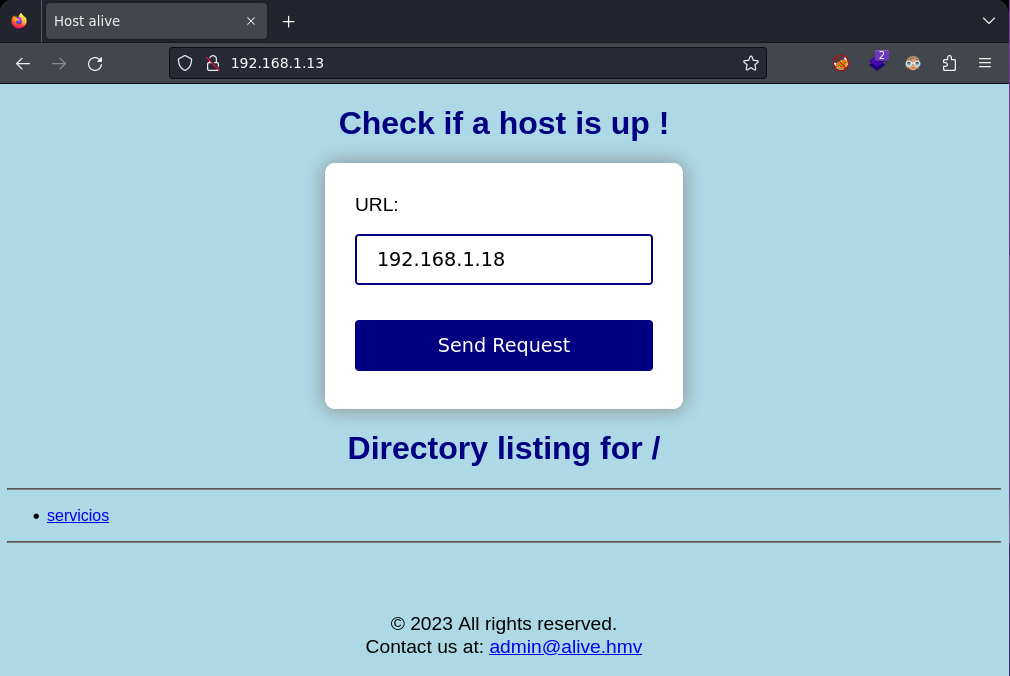 Host alive
192.168.1.13
2
Check if a host is up !
URL:
192.168.1.18
Send Request
Directory listing for /
servicios
© 2023 All rights reserved.
Contact us at: admin@alive.hmv